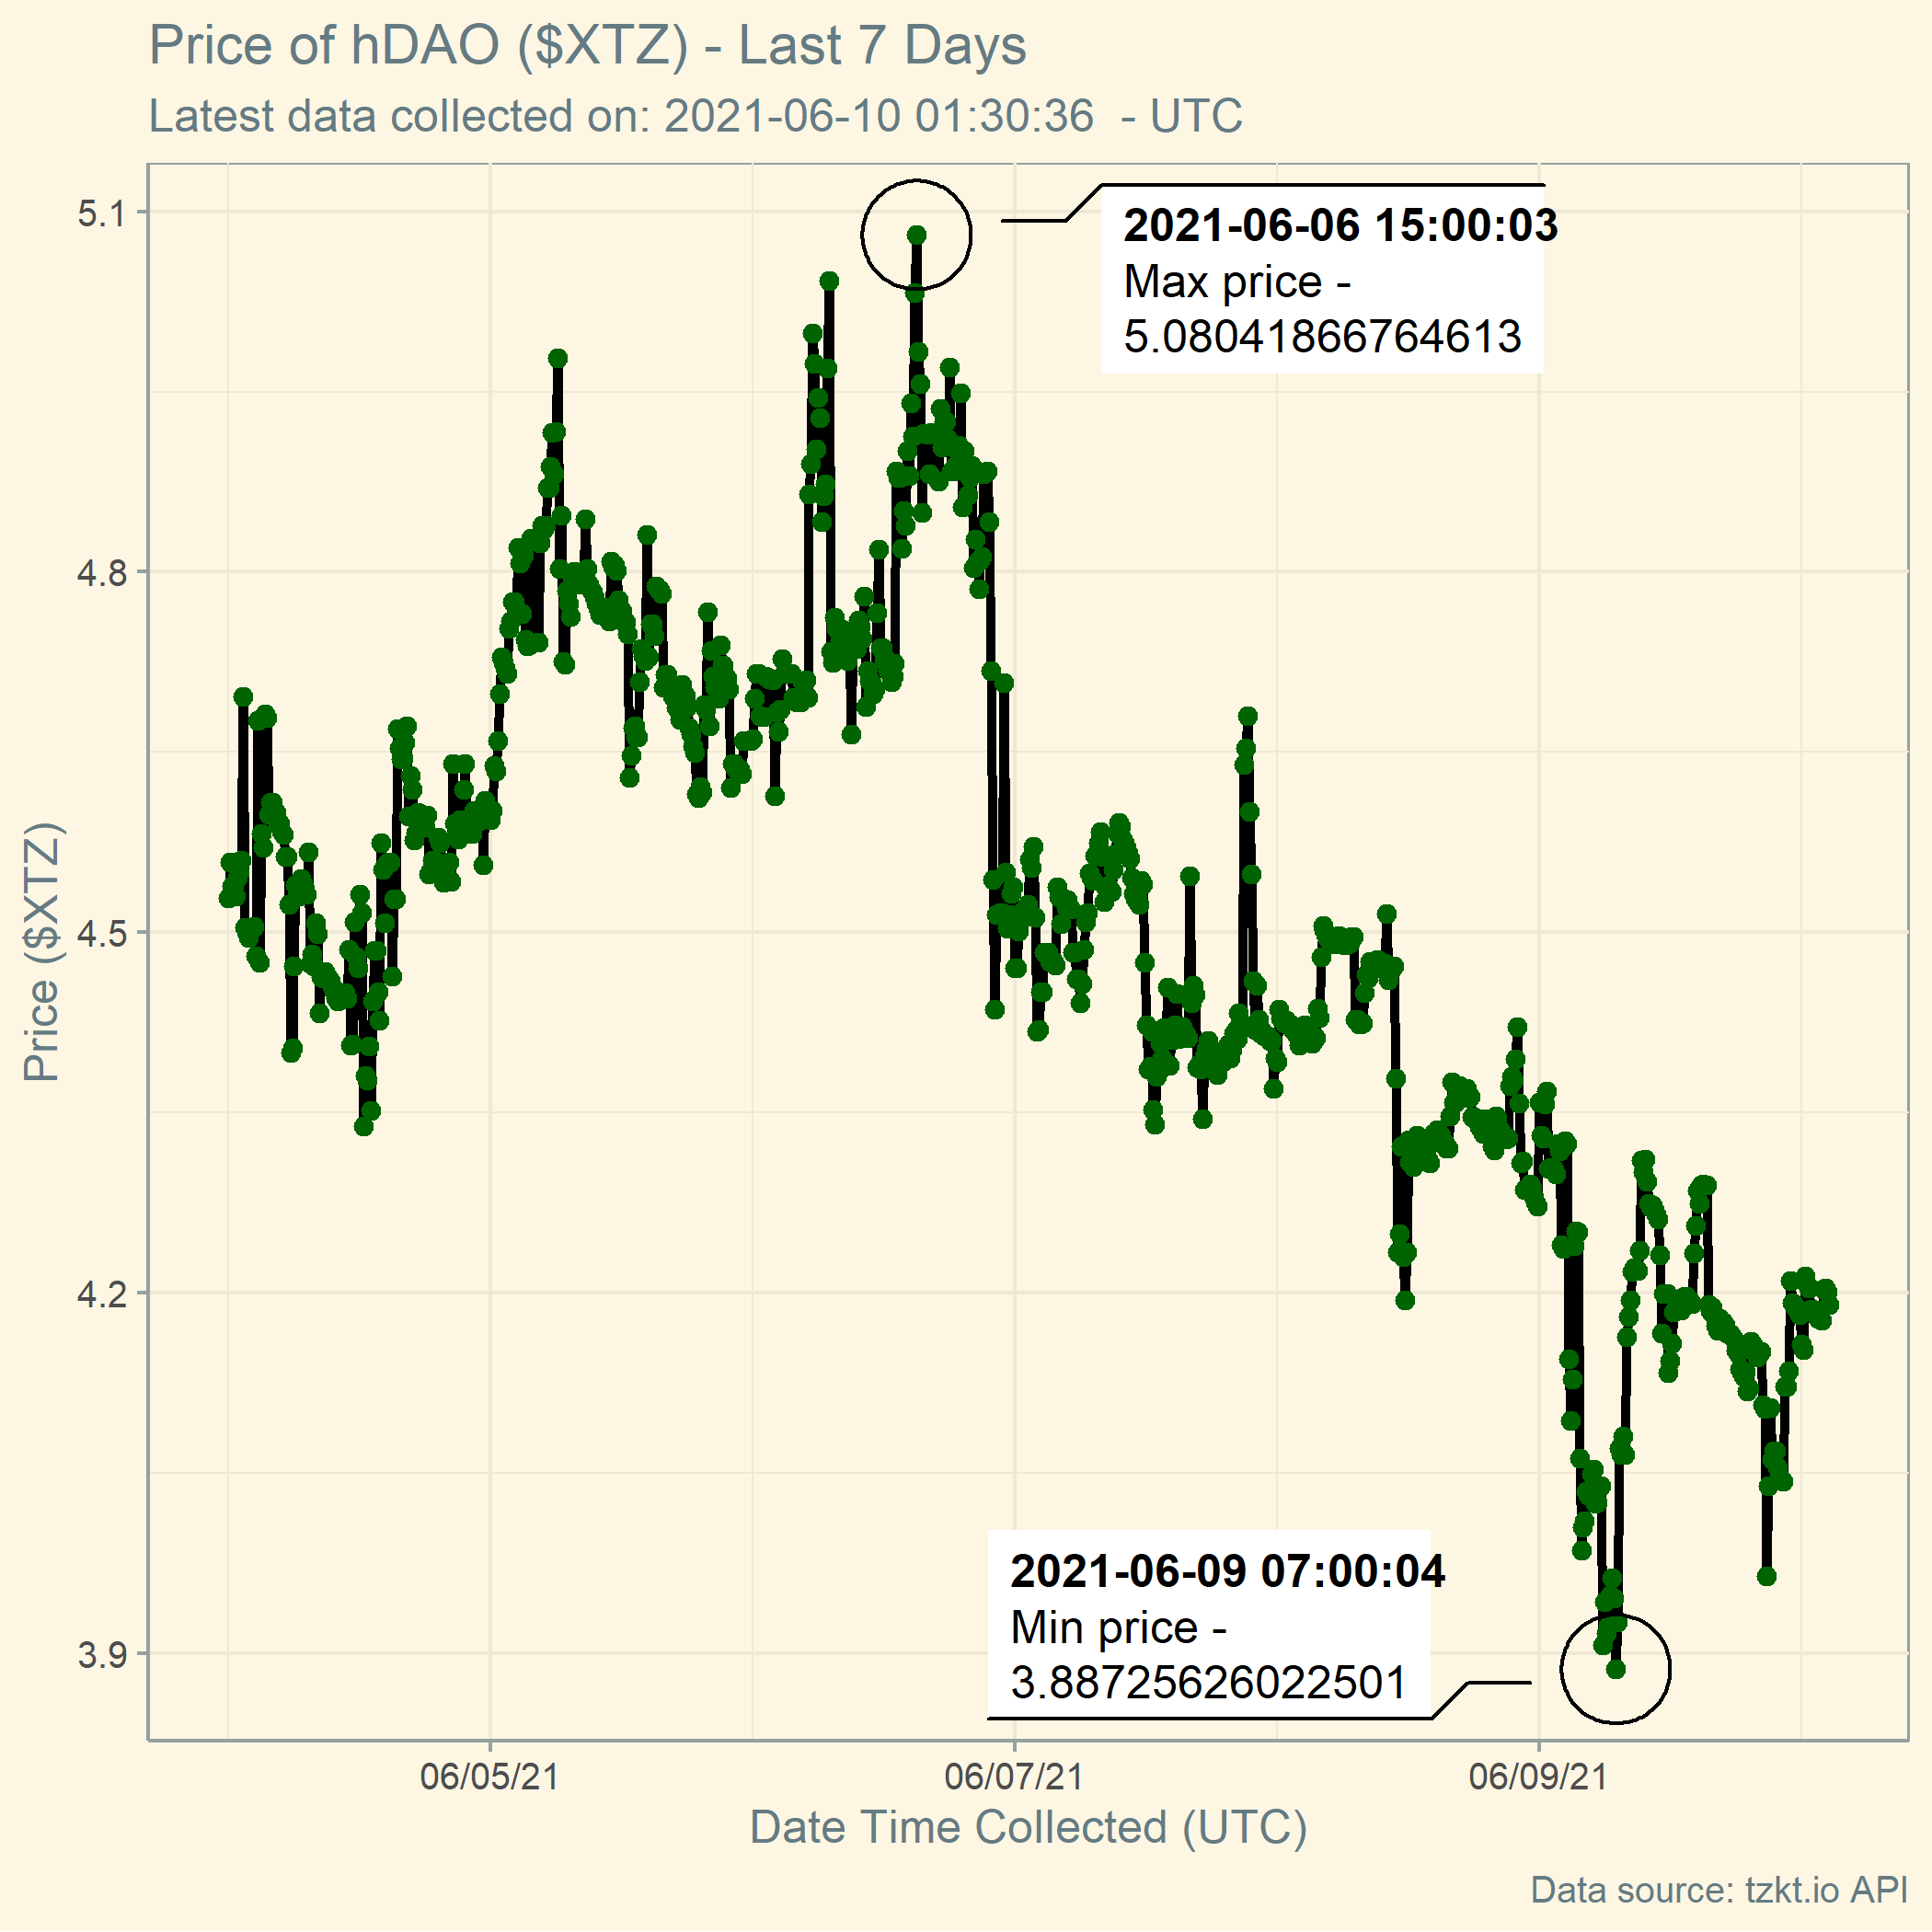 Price of hDAO ($XTZ) - Last 7 Days
Latest data collected on: 2021-06-10 01:30:36  - UTC
5.1
4.8
4.5
4.2
3.9
Price ($XTZ)
2021-06-06 15:00:03
Max price -
5.08041866764613
2021-06-09 07:00:04
Min price -
3.88725626022501
06/05/21
06/07/21
06/09/21
Date Time Collected (UTC)
Data source: tzkt.io API